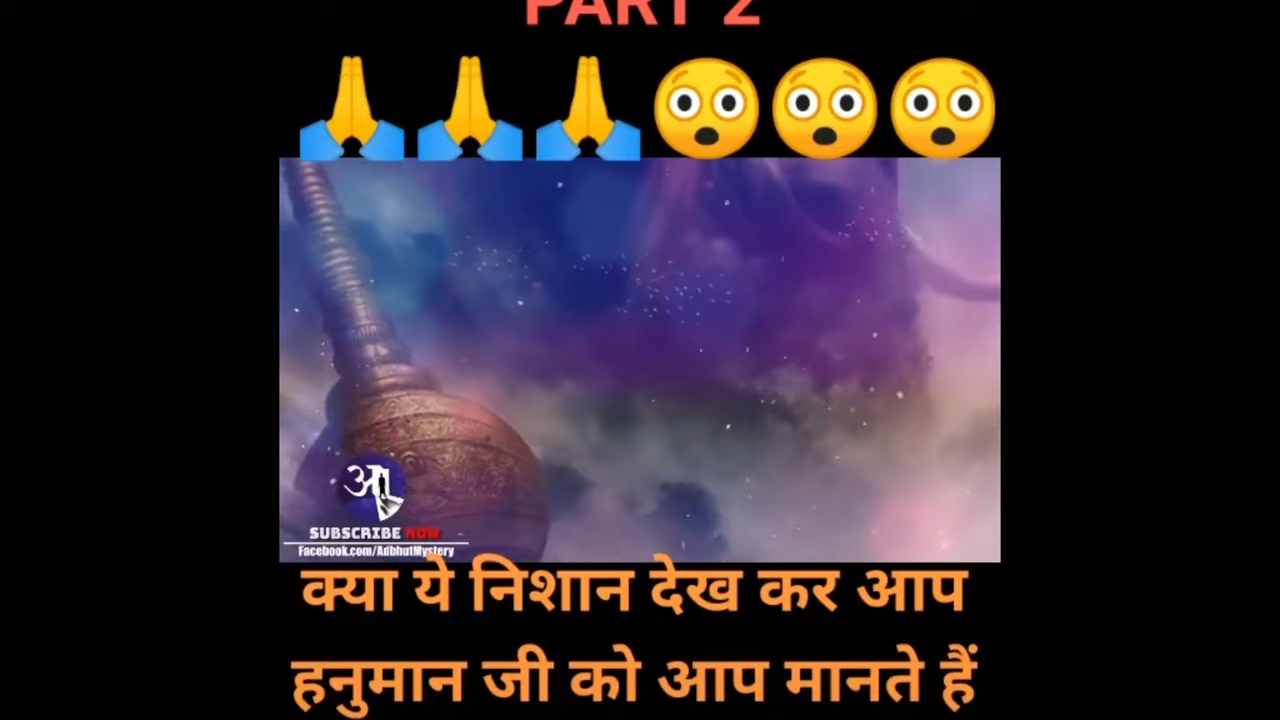 PART 2
🙏🙏🙏😳😳😳
अ
SUBSCRIBE NOW
Facebook.com/AdbhutMystery
क्या ये निशान देख कर आप
हनुमान जी को आप मानते हैं